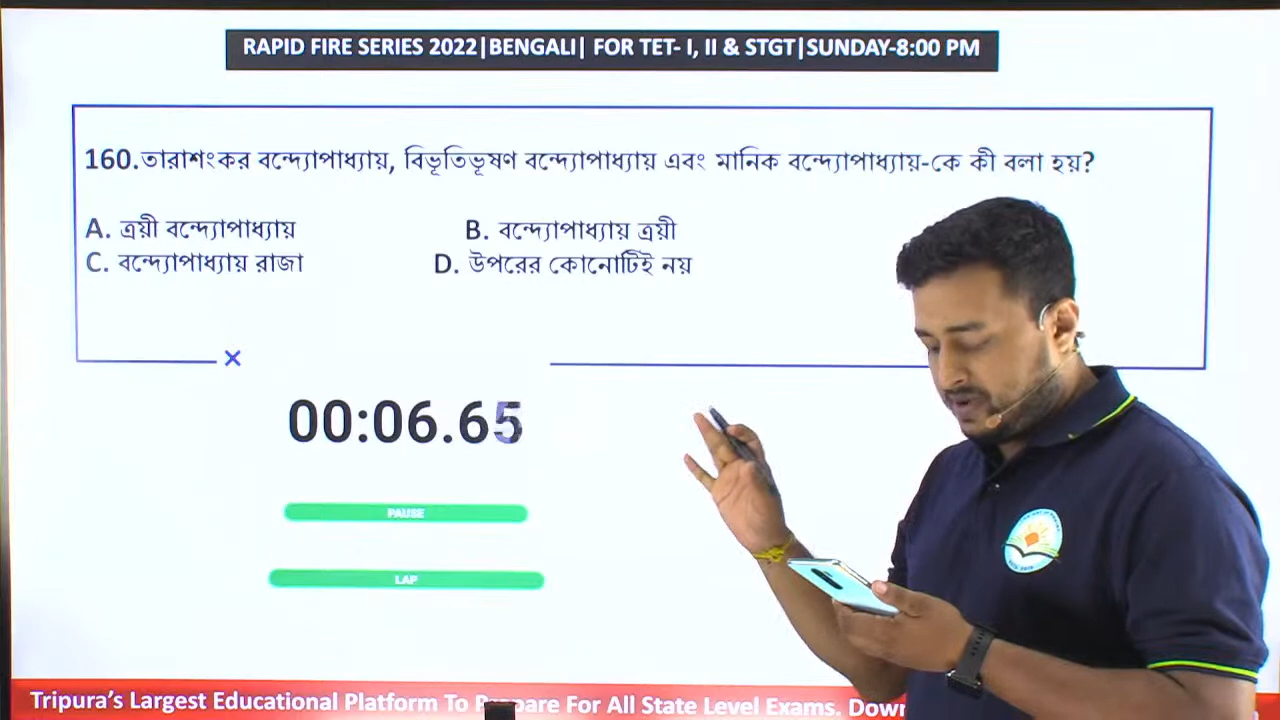 RAPID FIRE SERIES 2022|BENGALI| FOR TET- I, II & STGT|SUNDAY-8:00 PM
160.তারাশংকর বন্দ্যোপাধ্যায়, বিভূতিভূষণ বন্দ্যোপাধ্যায় এবং মানিক বন্দ্যোপাধ্যায়-কে কী বলা হয়?
A. ত্রয়ী বন্দ্যোপাধ্যায় B. বন্দ্যোপাধ্যায় ত্রয়ী
C. বন্দ্যোপাধ্যায় রাজা D. উপরের কোনোটিই নয়
00:06.65
PAUSE
LAP
Tripura's Largest Educational Platform To For All State Level Exams.